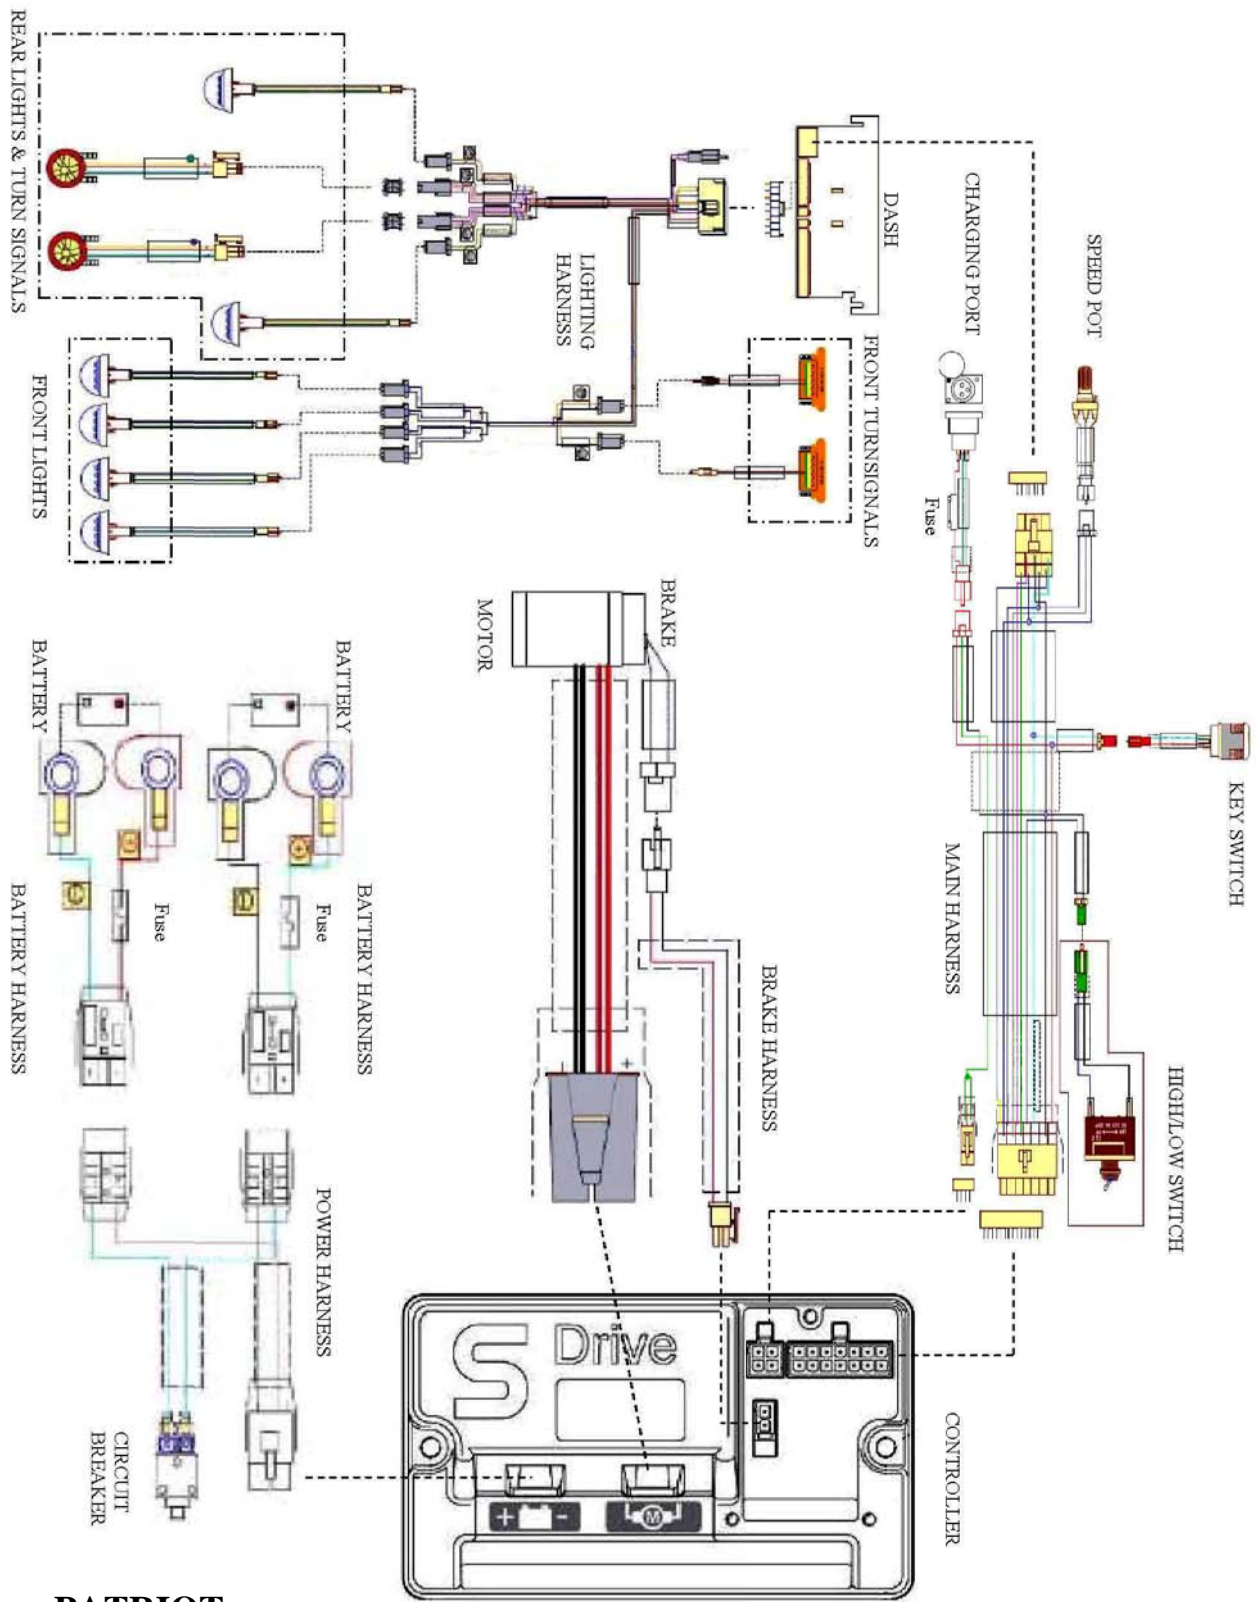 REAR LIGHTS & TURN SIGNALS
FRONT LIGHTS
LIGHTING
HARNESS
DASH
FRONT TURNSIGNALS
CHARGING PORT
Fuse
SPEED POT
KEY SWITCH
MAIN HARNESS
HIGH/LOW SWITCH
BRAKE
MOTOR
BRAKE HARNESS
BATTERY
BATTERY
Fuse
Fuse
BATTERY HARNESS
BATTERY HARNESS
POWER HARNESS
CIRCUIT
BREAKER
CONTROLLER
S
Drive
+
-
M
PATRIOT